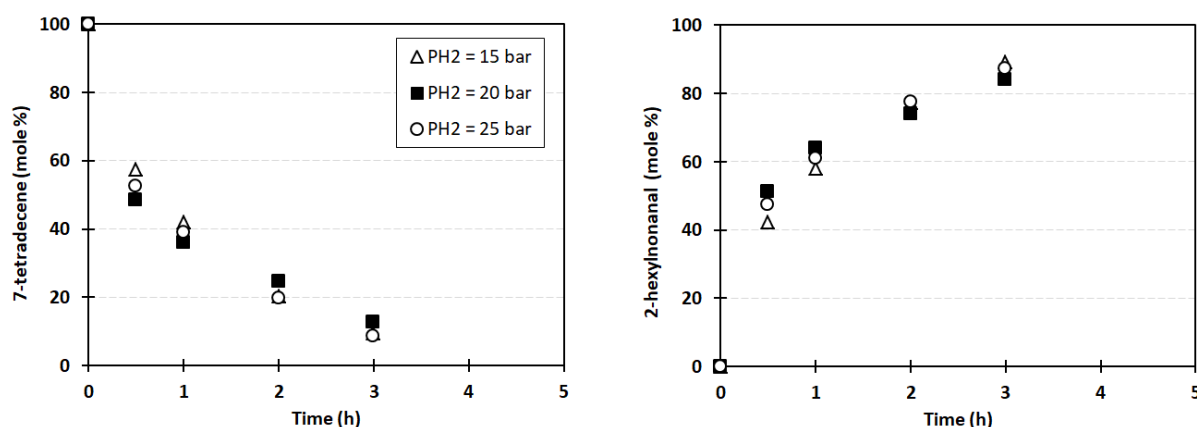 100
80
60
40
20
0
7-tetradecene (mole %)
PH2 = 15 bar
PH2 = 20 bar
PH2 = 25 bar
0 1 2 3 4 5
Time (h)
100
80
60
40
20
0
2-hexylnonanal (mole %)
0 1 2 3 4 5
Time (h)